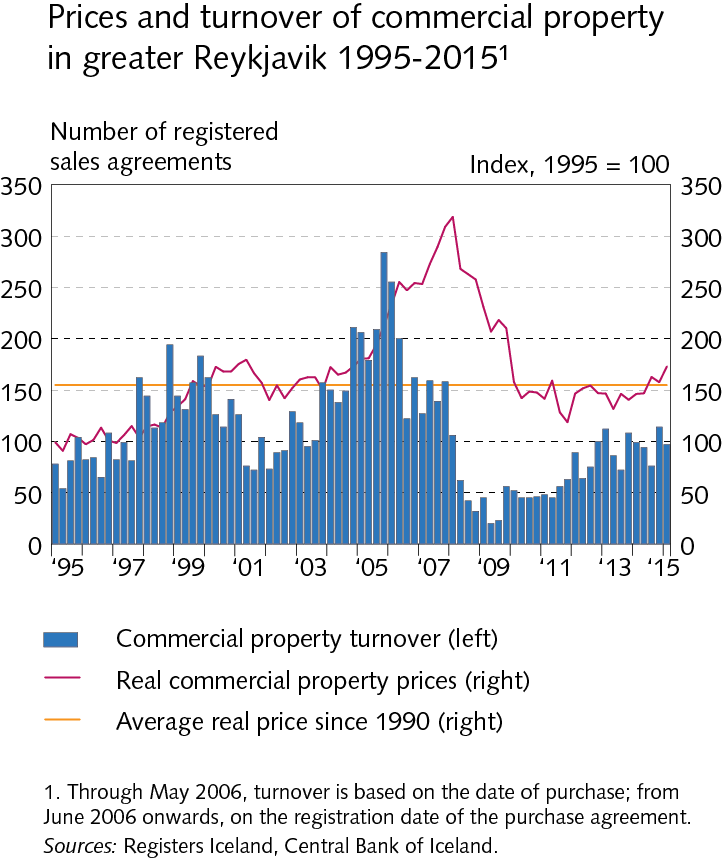 Prices and turnover of commercial property
in greater Reykjavik 1995-2015¹
Number of registered
sales agreements
Index, 1995 = 100
350
300
250
200
150
100
50
0
350
300
250
200
150
100
50
0
‘95 ‘97 ‘99 ‘01 ‘03 ‘05 ‘07 ‘09 ‘11 ‘13 ‘15
Commercial property turnover (left)
Real commercial property prices (right)
Average real price since 1990 (right)
1. Through May 2006, turnover is based on the date of purchase; from
June 2006 onwards, on the registration date of the purchase agreement.
Sources: Registers Iceland, Central Bank of Iceland.